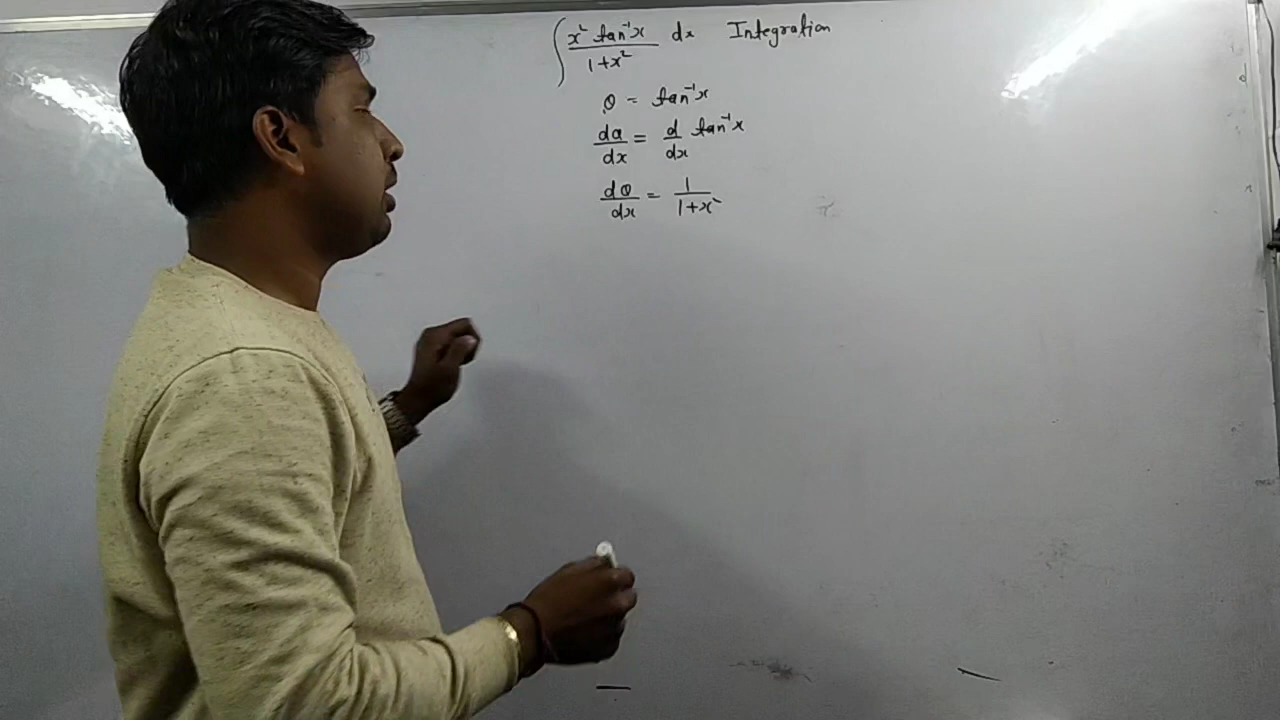 ∫ x² tan⁻¹x / 1+x² dx Integration
θ = tan⁻¹x
dθ/dx = d/dx tan⁻¹x
dθ/dx = 1/1+x²